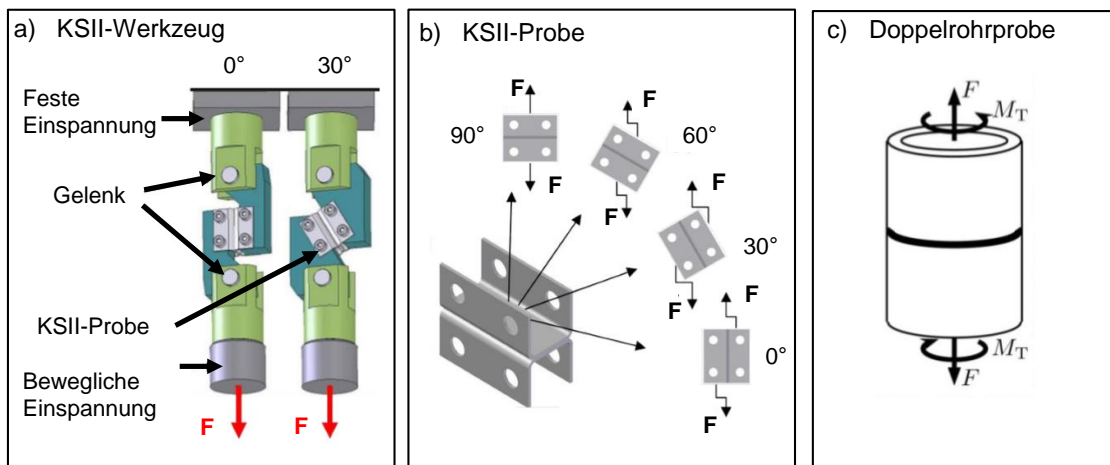 a) KSII-Werkzeug
0° 30°
Feste
Einspannung
Gelenk
KSII-Probe
Bewegliche
Einspannung
F F
b) KSII-Probe
F
90°
F
F
60°
F
F
30°
F
F
0°
F
c) Doppelrohrprobe
F
M_T
M_T
F